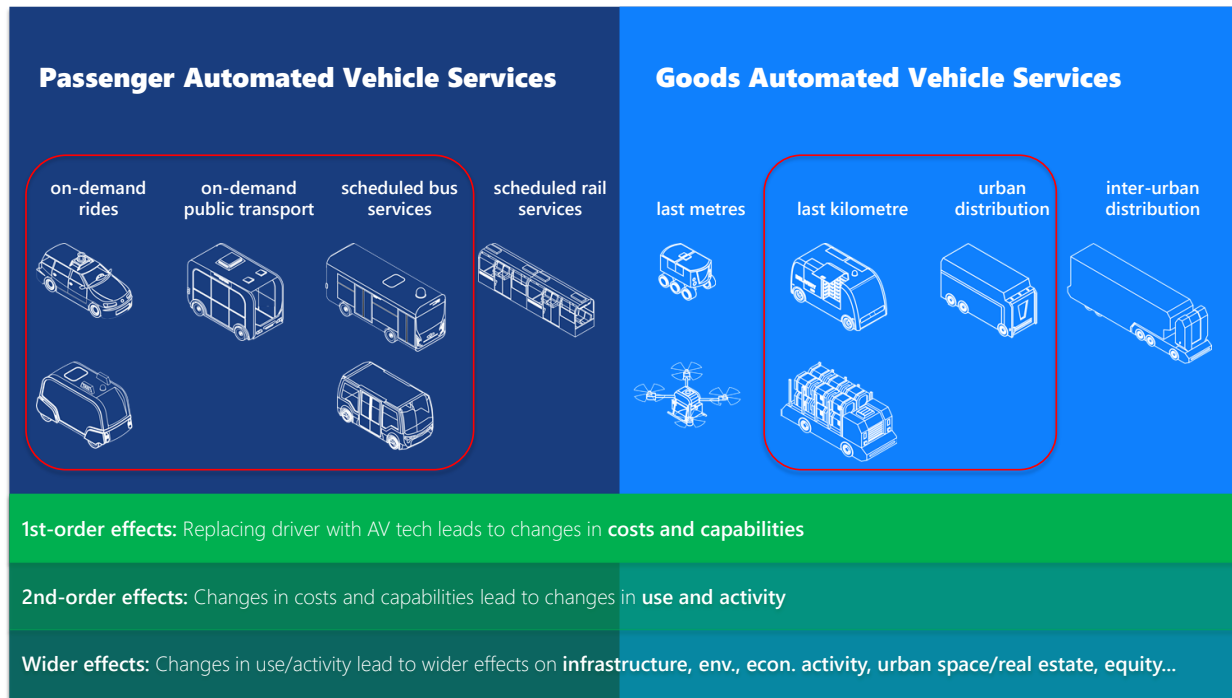 Passenger Automated Vehicle Services
Goods Automated Vehicle Services
on-demand
rides
on-demand
public transport
scheduled bus
services
scheduled rail
services
last metres
last kilometre
urban
distribution
inter-urban
distribution
1st-order effects: Replacing driver with AV tech leads to changes in costs and capabilities
2nd-order effects: Changes in costs and capabilities lead to changes in use and activity
Wider effects: Changes in use/activity lead to wider effects on infrastructure, env., econ. activity, urban space/real estate, equity...